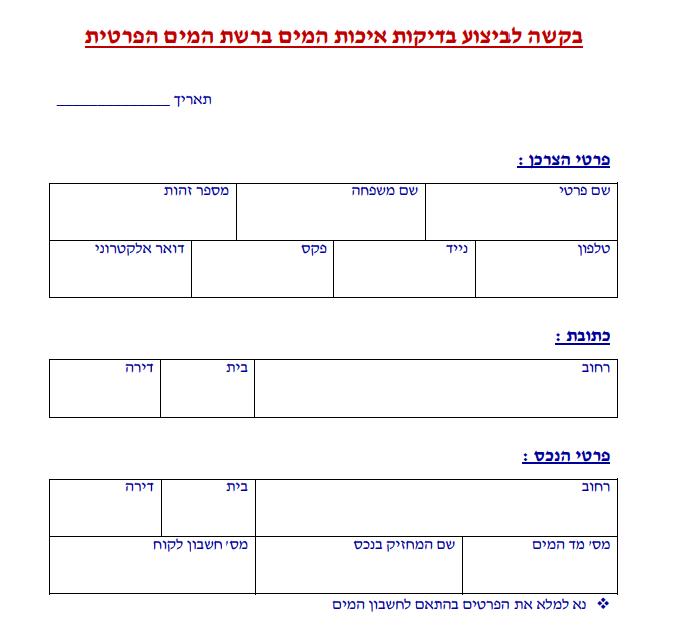 בקשה לביצוע בדיקות איכות המים ברשת המים הפרטית
תאריך ______________
פרטי הצרכן :
שם פרטי שם משפחה מספר זהות
טלפון נייד פקס דואר אלקטרוני
כתובת :
רחוב בית דירה
פרטי הנכס :
רחוב בית דירה
מס' מד המים שם המחזיק בנכס מס' חשבון לקוח
❖ נא למלא את הפרטים בהתאם לחשבון המים